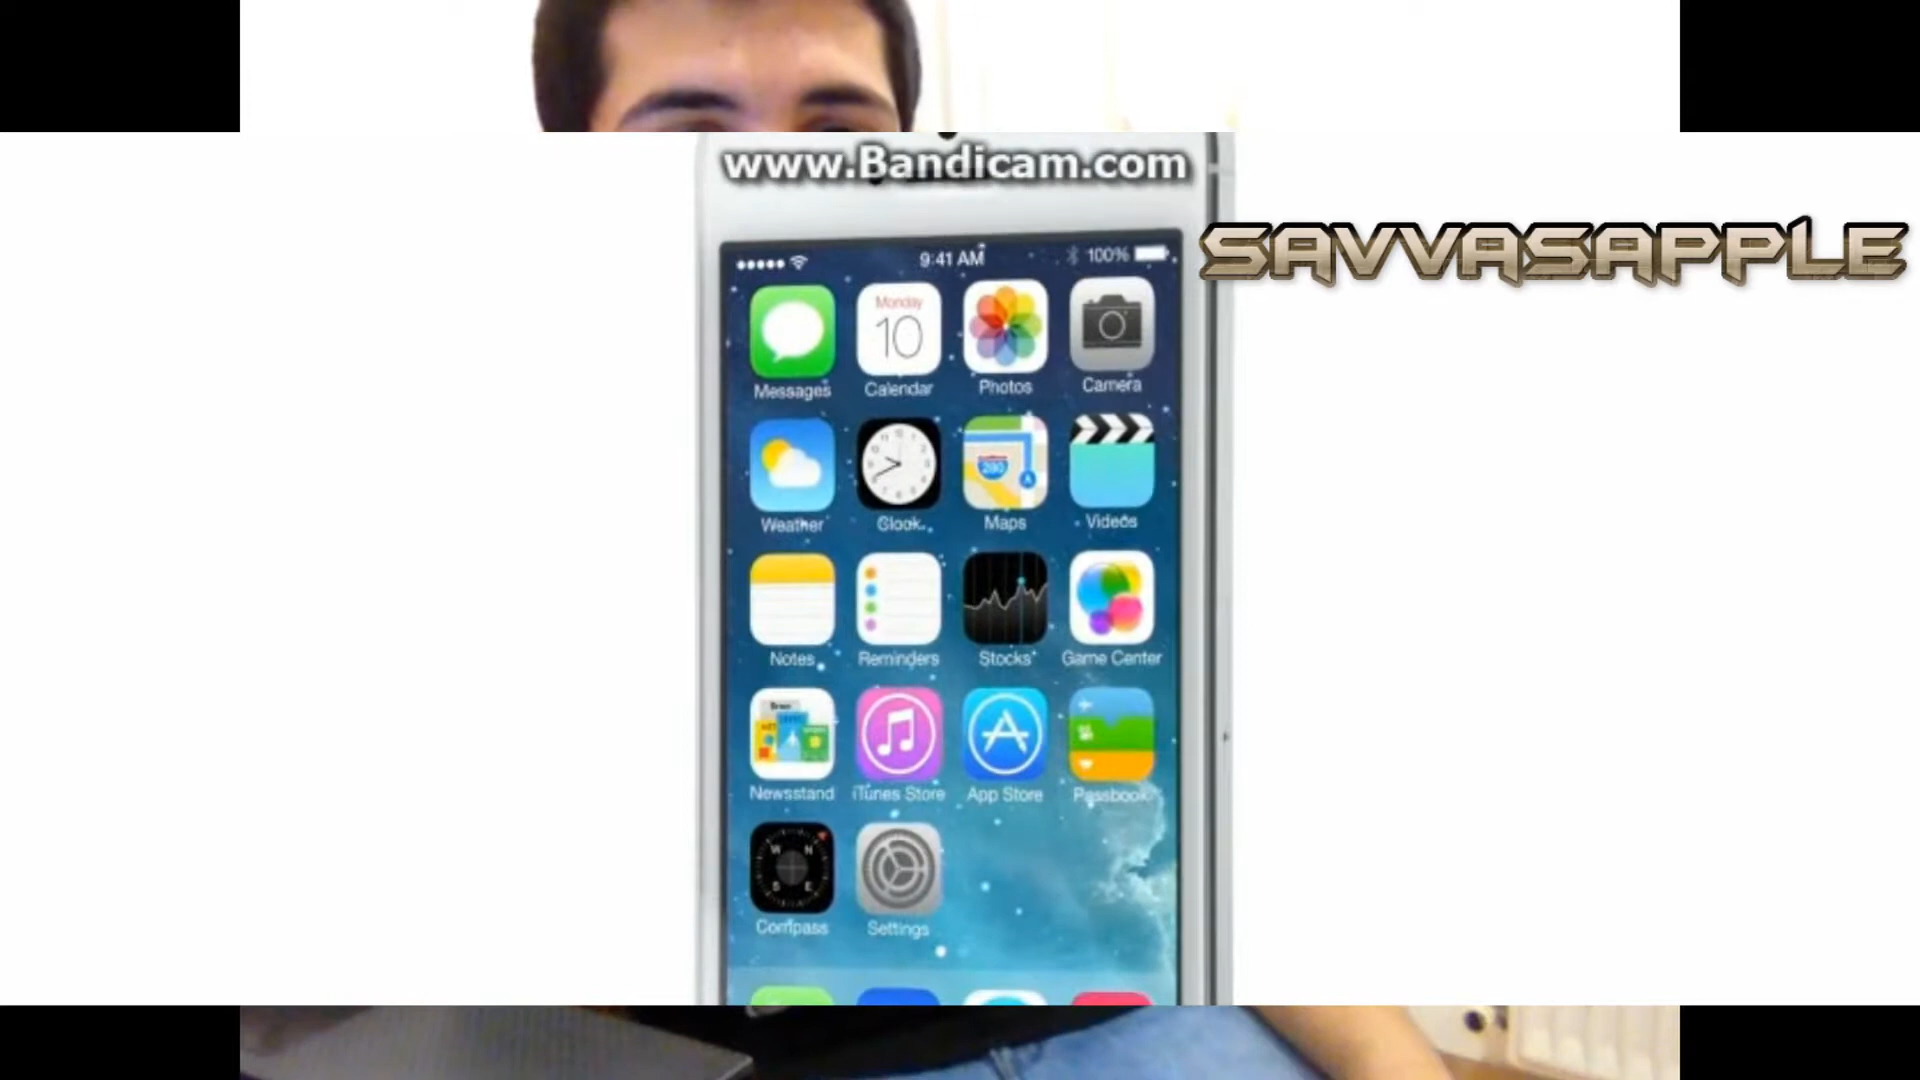 www.Bandicam.com
SAVVASAPPLE
9:41 AM 100%
Monday
10
Messages Calendar Photos Camera
280
Weather Clock Maps Videos
Notes Reminders Stocks Game Center
Newsstand iTunes Store App Store Passbook
W N
S E
Compass Settings